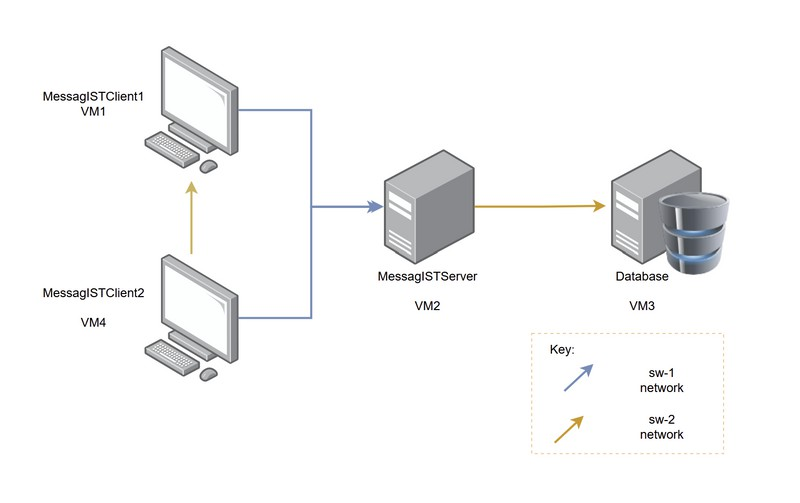 MessagISTClient1
VM1
MessagISTClient2
VM4
MessagISTServer
VM2
Database
VM3
Key:
sw-1
network
sw-2
network